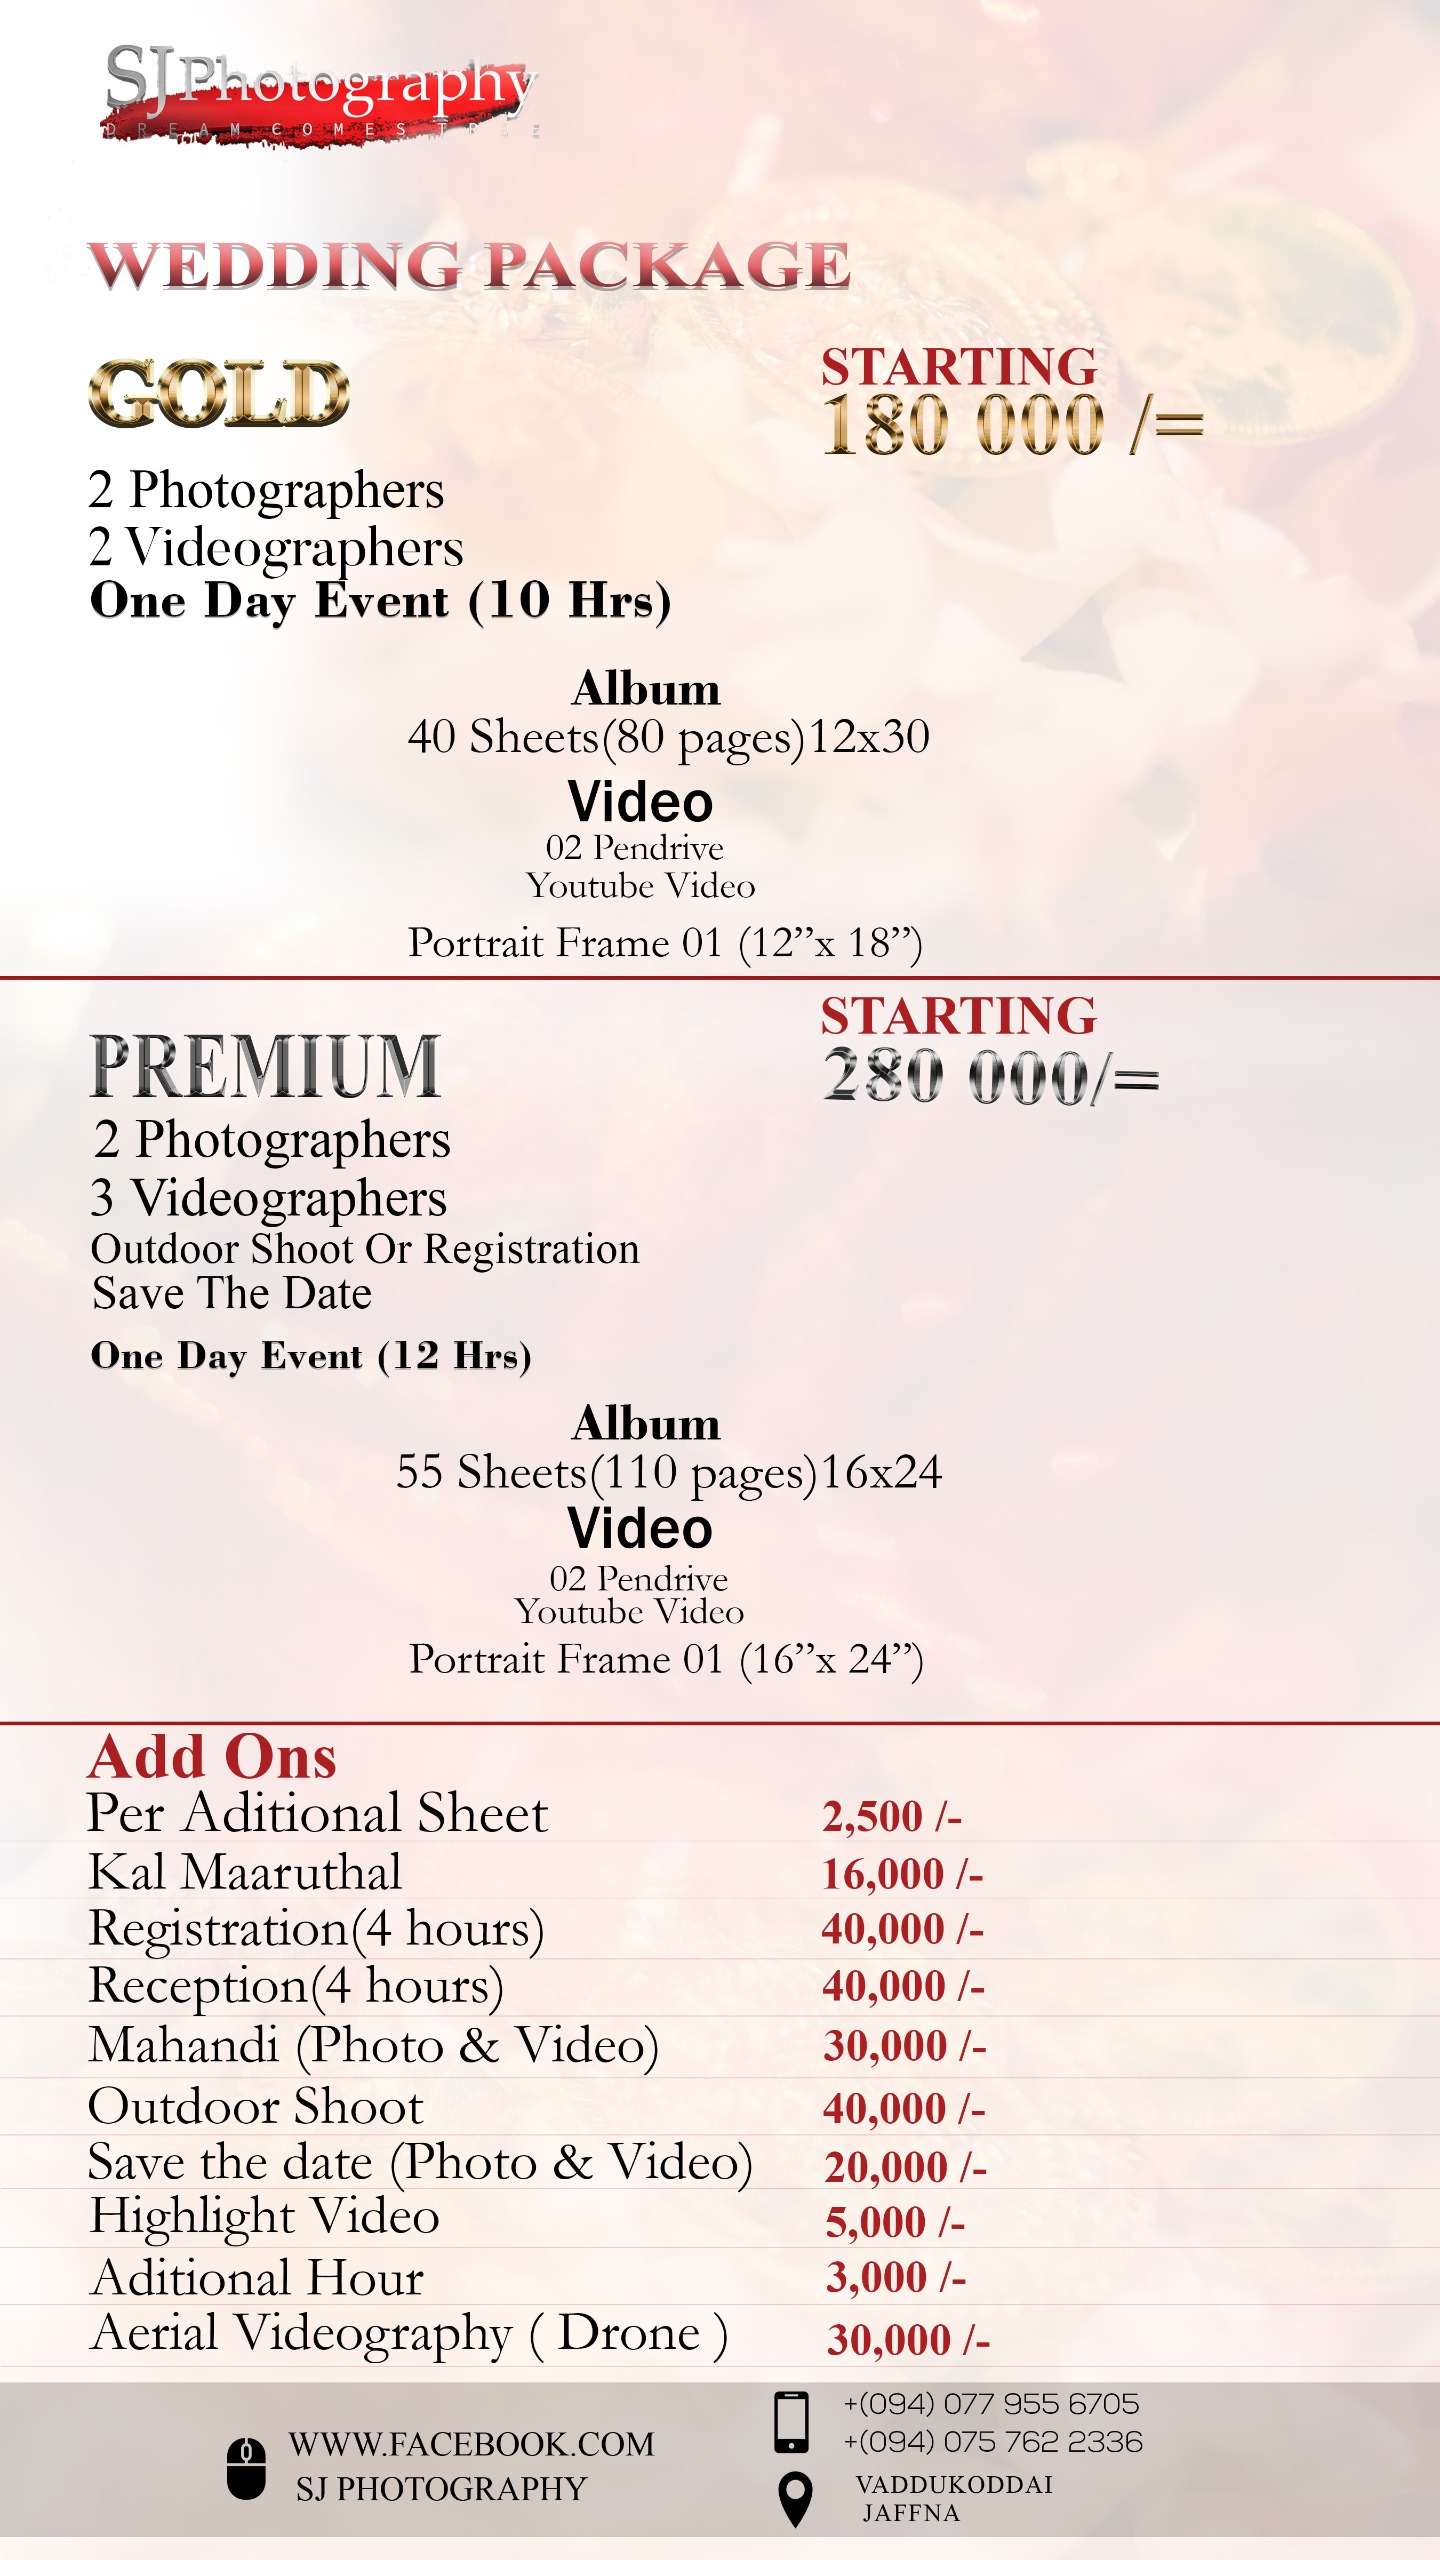 SJ Photography
DREAM COMES TRUE
WEDDING PACKAGE
GOLD
STARTING
180 000 /=
2 Photographers
2 Videographers
One Day Event (10 Hrs)
Album
40 Sheets(80 pages)12x30
Video
02 Pendrive
Youtube Video
Portrait Frame 01 (12”x 18”)
PREMIUM
STARTING
280 000/=
2 Photographers
3 Videographers
Outdoor Shoot Or Registration
Save The Date
One Day Event (12 Hrs)
Album
55 Sheets(110 pages)16x24
Video
02 Pendrive
Youtube Video
Portrait Frame 01 (16”x 24”)
Add Ons
Per Aditional Sheet 2,500 /-
Kal Maaruthal 16,000 /-
Registration(4 hours) 40,000 /-
Reception(4 hours) 40,000 /-
Mahandi (Photo & Video) 30,000 /-
Outdoor Shoot 40,000 /-
Save the date (Photo & Video) 20,000 /-
Highlight Video 5,000 /-
Aditional Hour 3,000 /-
Aerial Videography ( Drone ) 30,000 /-
WWW.FACEBOOK.COM
SJ PHOTOGRAPHY
+(094) 077 955 6705
+(094) 075 762 2336
VADDUKODDAI
JAFFNA